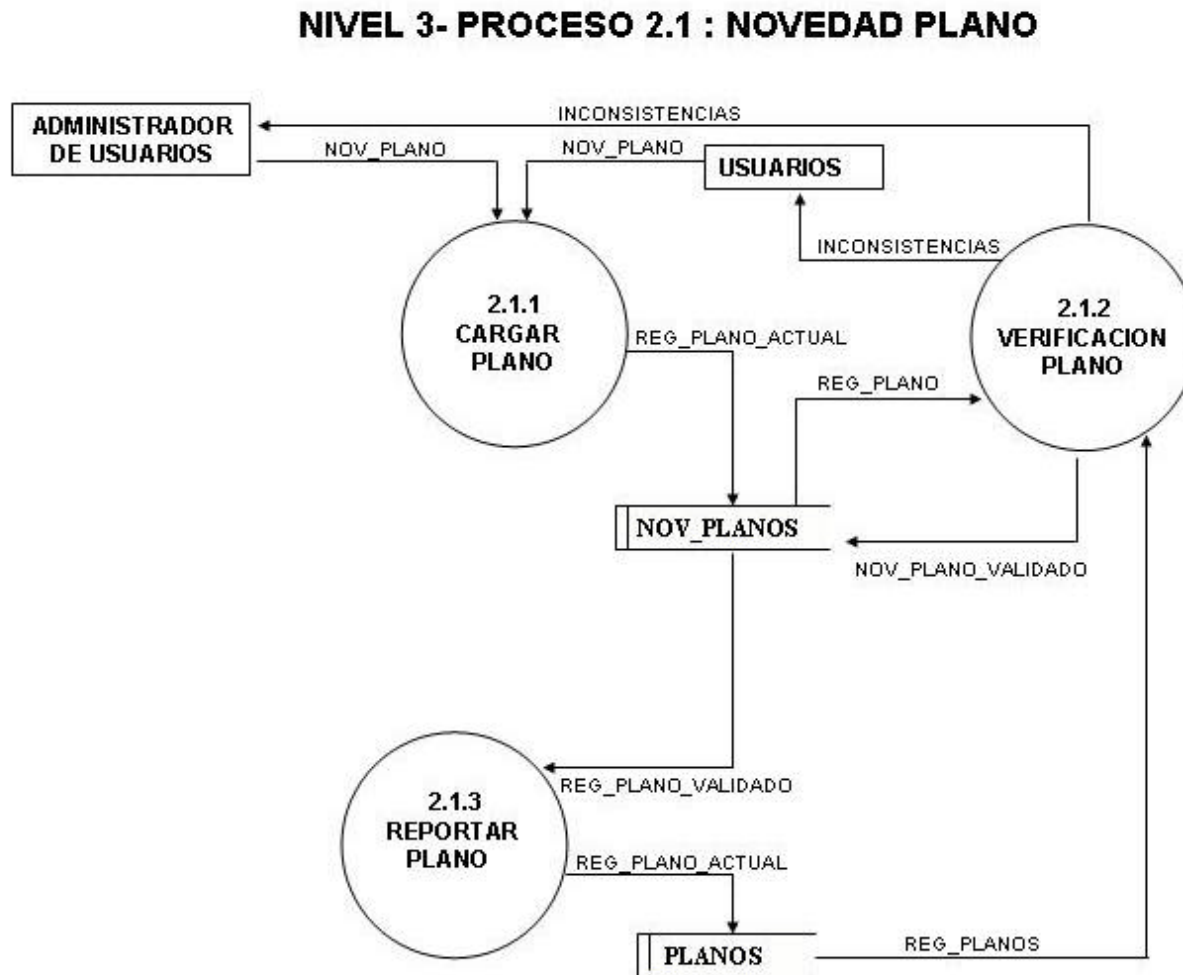 NIVEL 3- PROCESO 2.1 : NOVEDAD PLANO
INCONSISTENCIAS
ADMINISTRADOR
DE USUARIOS
NOV_PLANO
NOV_PLANO
USUARIOS
INCONSISTENCIAS
2.1.1
CARGAR
PLANO
2.1.2
VERIFICACION
PLANO
REG_PLANO_ACTUAL
REG_PLANO
NOV_PLANOS
NOV_PLANO_VALIDADO
REG_PLANO_VALIDADO
2.1.3
REPORTAR
PLANO
REG_PLANO_ACTUAL
PLANOS
REG_PLANOS